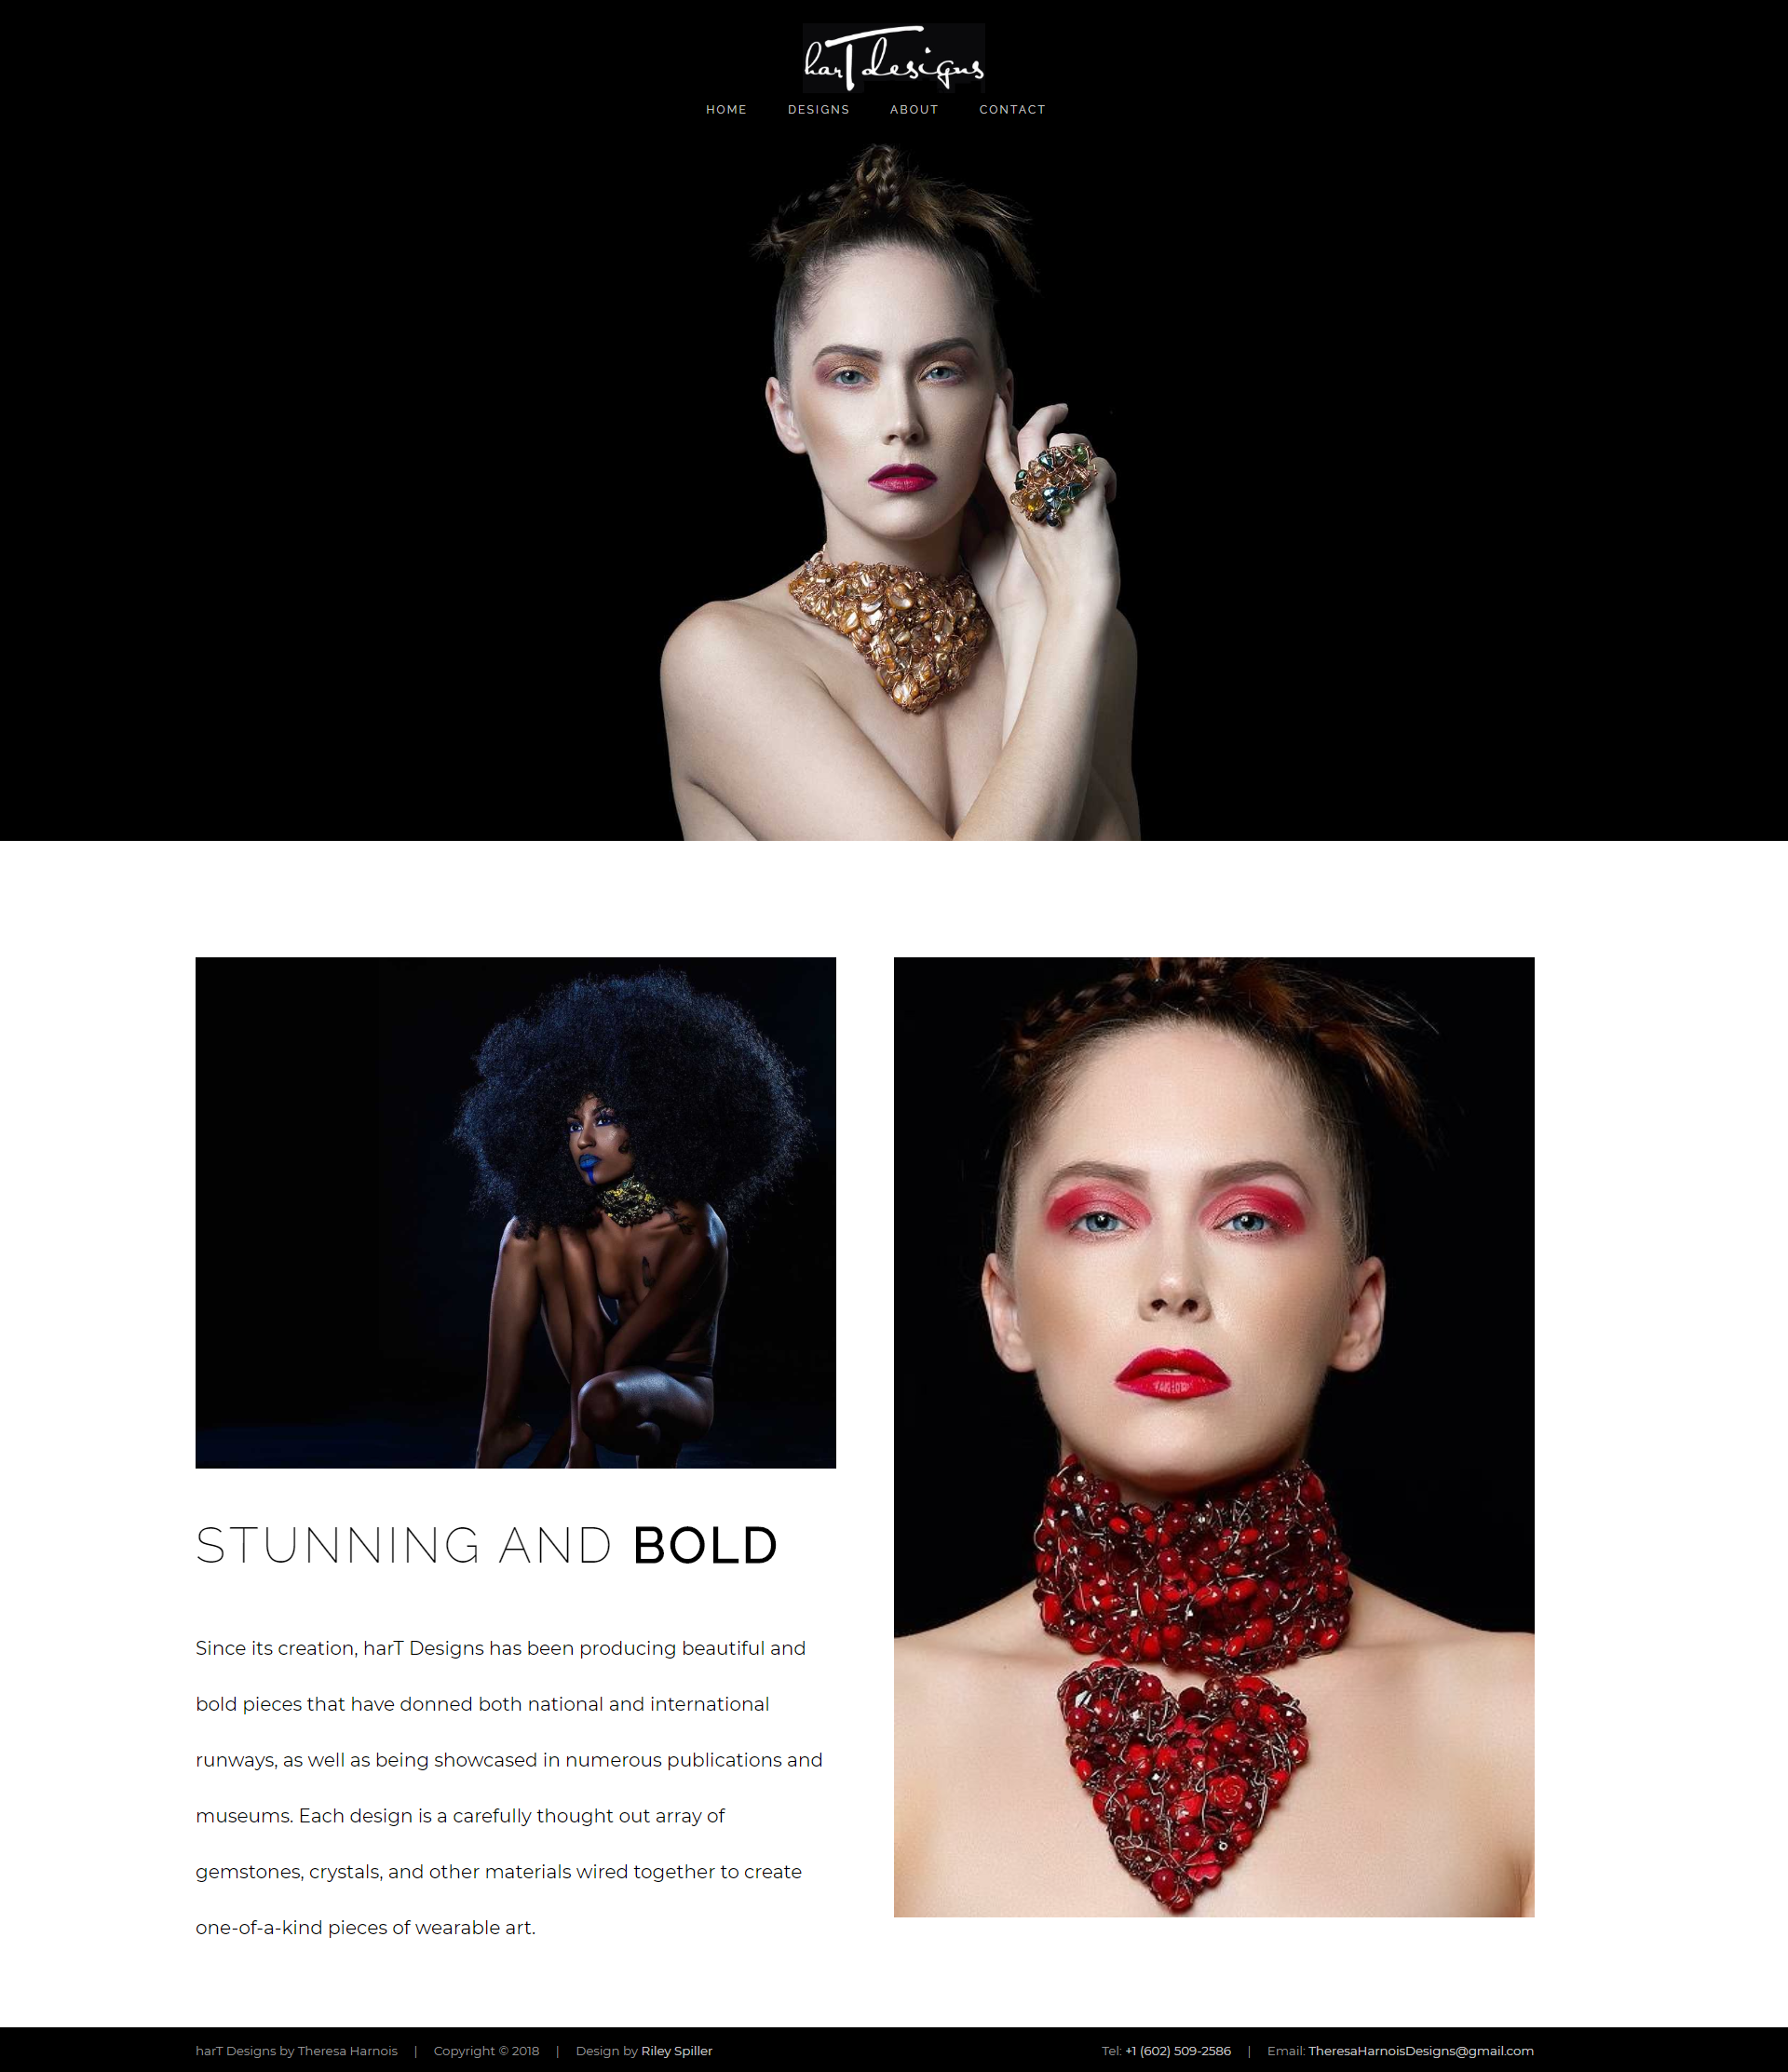 harT designs
HOME DESIGNS ABOUT CONTACT
STUNNING AND BOLD
Since its creation, harT Designs has been producing beautiful and
bold pieces that have donned both national and international
runways, as well as being showcased in numerous publications and
museums. Each design is a carefully thought out array of
gemstones, crystals, and other materials wired together to create
one-of-a-kind pieces of wearable art.
harT Designs by Theresa Harnois | Copyright © 2018 | Design by Riley Spiller
Tel: +1 (602) 509-2586 | Email: TheresaHarnoisDesigns@gmail.com